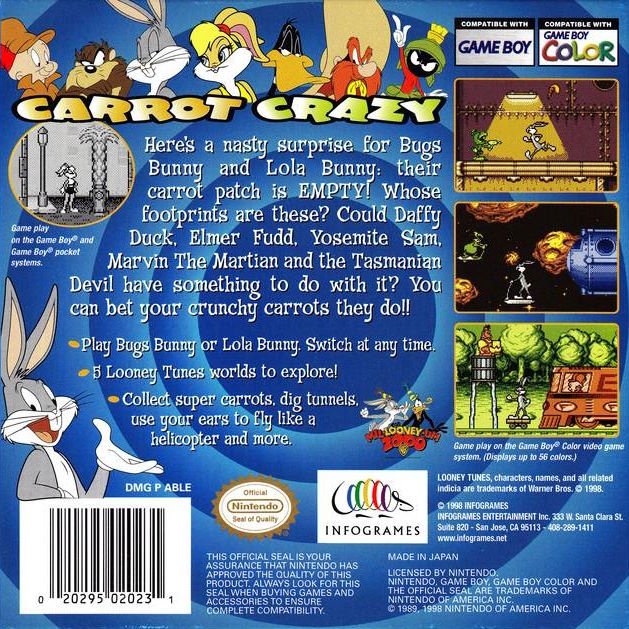 COMPATIBLE WITH
GAME BOY
COMPATIBLE WITH
GAME BOY
COLOR
CARROT CRAZY
Here's a nasty surprise for Bugs
Bunny and Lola Bunny: their
carrot patch is EMPTY! Whose
footprints are these? Could Daffy
Duck, Elmer Fudd, Yosemite Sam,
Marvin The Martian and the Tasmanian
Devil have something to do with it? You
can bet your crunchy carrots they do!!
Game play
on the Game Boy® and
Game Boy® pocket
systems.
Play Bugs Bunny or Lola Bunny. Switch at any time.
5 Looney Tunes worlds to explore!
Collect super carrots, dig tunnels,
use your ears to fly like a
helicopter and more.
Game play on the Game Boy® Color video game
system. (Displays up to 56 colors.)
DMG P ABLE
Official
Nintendo
Seal of Quality
INFOGRAMES
LOONEY TUNES, characters, names, and all related
indicia are trademarks of Warner Bros. © 1998.
© 1998 INFOGRAMES
INFOGRAMES ENTERTAINMENT Inc. 333 W. Santa Clara St.
Suite 820 - San Jose, CA 95113 - 408-289-1411
www.infogrames.net
0 20295 02023 1
THIS OFFICIAL SEAL IS YOUR
ASSURANCE THAT NINTENDO HAS
APPROVED THE QUALITY OF THIS
PRODUCT. ALWAYS LOOK FOR THIS
SEAL WHEN BUYING GAMES AND
ACCESSORIES TO ENSURE
COMPLETE COMPATIBILITY.
MADE IN JAPAN
LICENSED BY NINTENDO.
NINTENDO, GAME BOY, GAME BOY COLOR AND
THE OFFICIAL SEAL ARE TRADEMARKS OF
NINTENDO OF AMERICA INC.
© 1989, 1998 NINTENDO OF AMERICA INC.